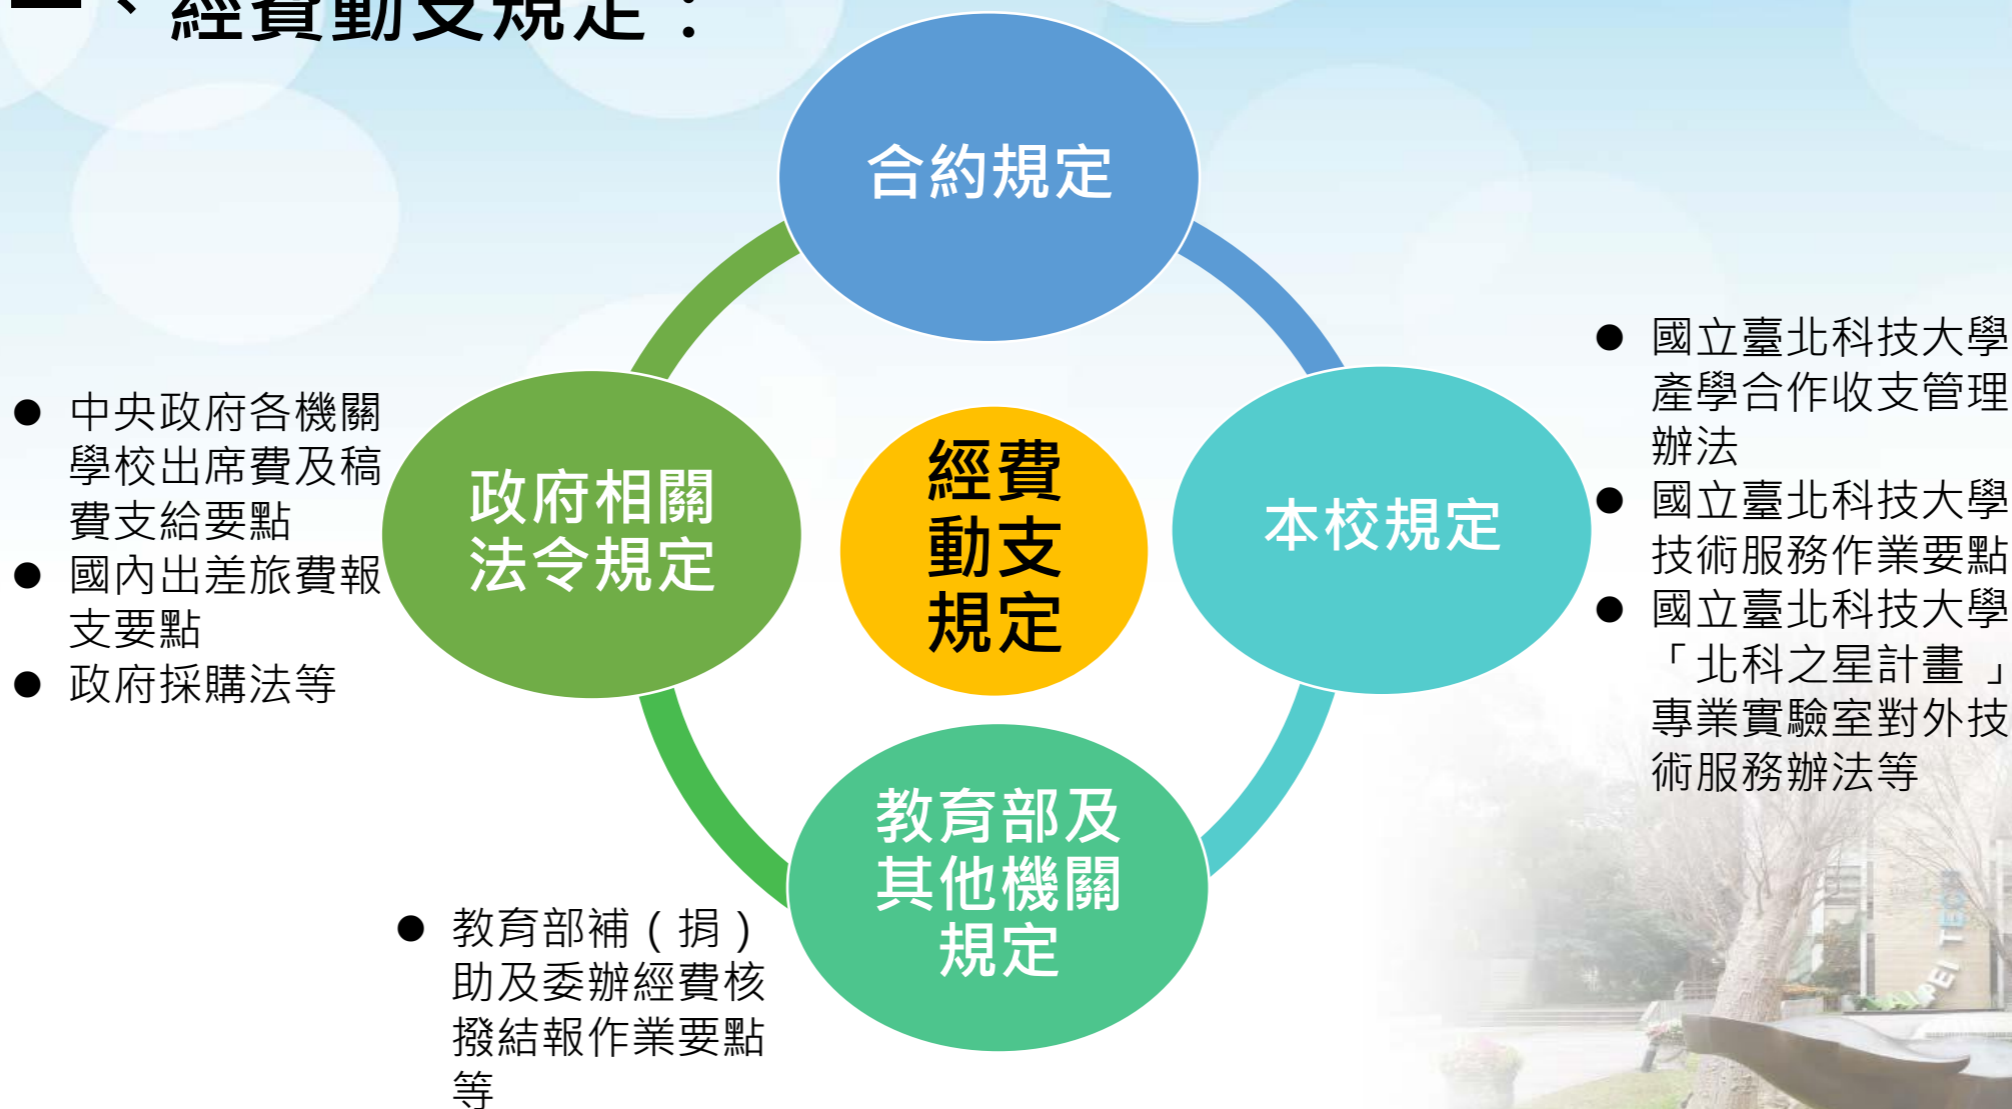 、經費動支規定：
合約規定
政府相關
法令規定
經費
動支
規定
本校規定
教育部及
其他機關
規定
● 中央政府各機關
學校出席費及稿
費支給要點
● 國內出差旅費報
支要點
● 政府採購法等
● 國立臺北科技大學
產學合作收支管理
辦法
● 國立臺北科技大學
技術服務作業要點
● 國立臺北科技大學
「北科之星計畫 」
專業實驗室對外技
術服務辦法等
● 教育部補（捐）
助及委辦經費核
撥結報作業要點
等
TAIPEI TECH